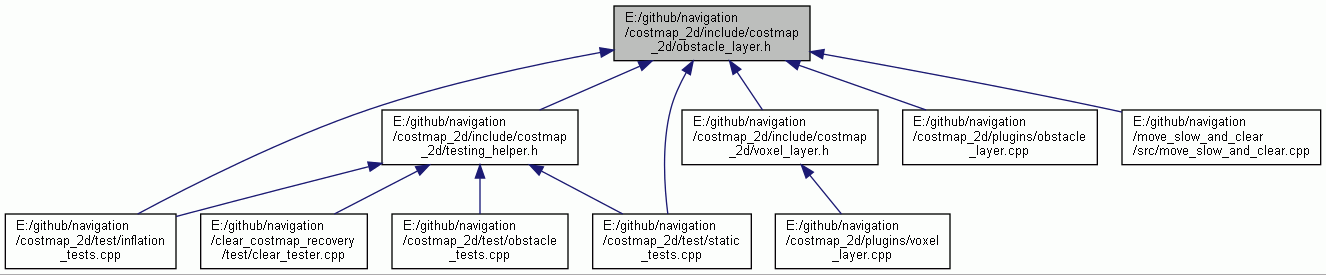 E:/github/navigation
/costmap_2d/include/costmap
_2d/obstacle_layer.h
E:/github/navigation
/costmap_2d/include/costmap
_2d/testing_helper.h
E:/github/navigation
/costmap_2d/include/costmap
_2d/voxel_layer.h
E:/github/navigation
/costmap_2d/plugins/obstacle
_layer.cpp
E:/github/navigation
/move_slow_and_clear
/src/move_slow_and_clear.cpp
E:/github/navigation
/costmap_2d/test/inflation
_tests.cpp
E:/github/navigation
/clear_costmap_recovery
/test/clear_tester.cpp
E:/github/navigation
/costmap_2d/test/obstacle
_tests.cpp
E:/github/navigation
/costmap_2d/test/static
_tests.cpp
E:/github/navigation
/costmap_2d/plugins/voxel
_layer.cpp